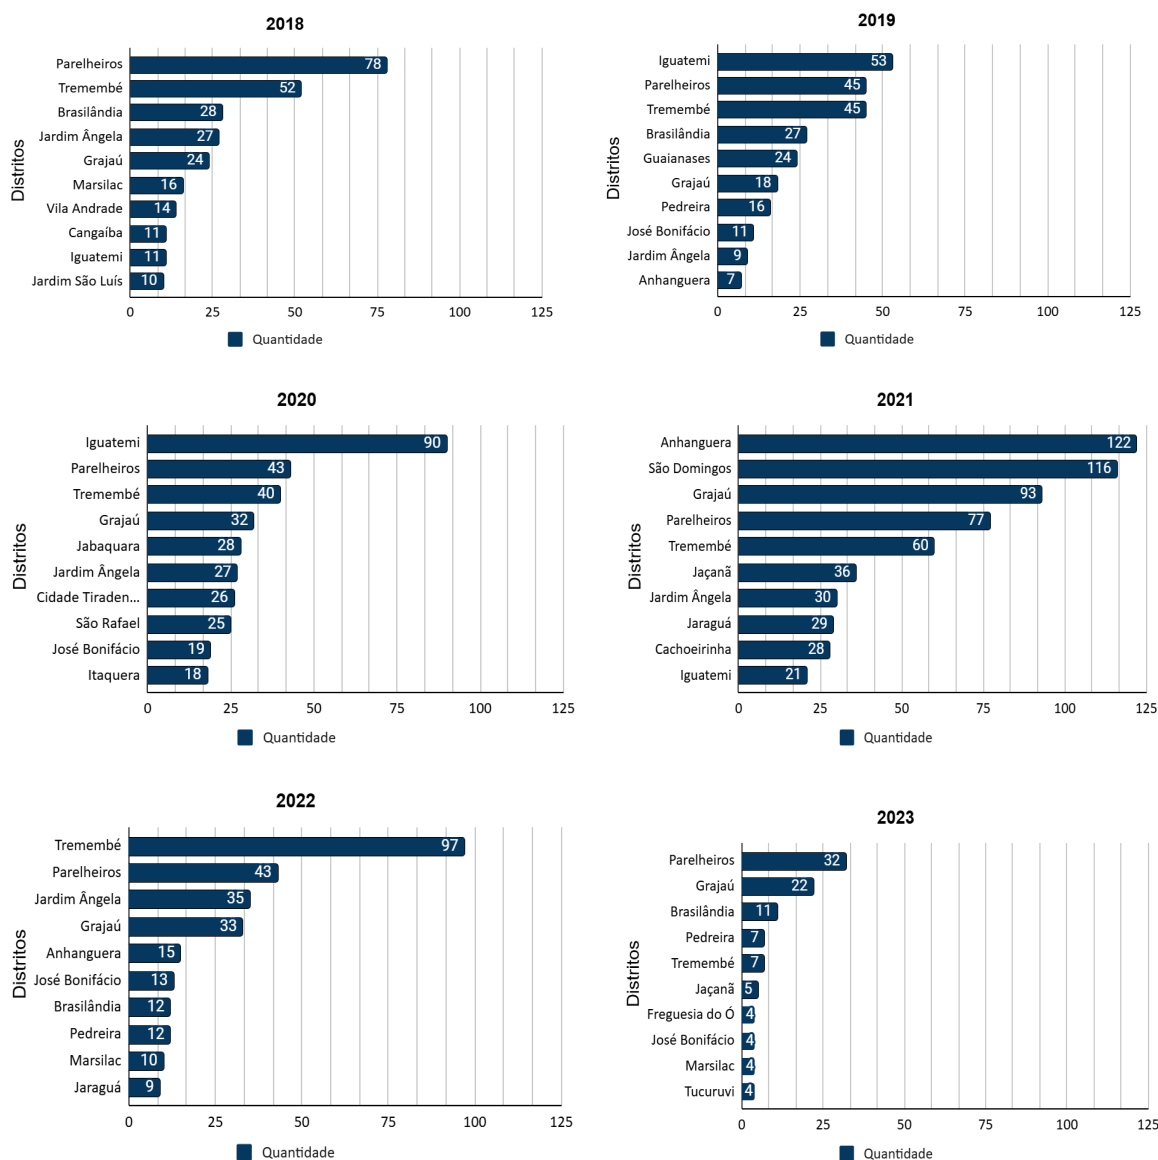 2018
Distritos
Parelheiros 78
Tremembé 52
Brasilândia 28
Jardim Ângela 27
Grajaú 24
Marsilac 16
Vila Andrade 14
Cangaíba 11
Iguatemi 11
Jardim São Luís 10
0 25 50 75 100 125
Quantidade
2019
Distritos
Iguatemi 53
Parelheiros 45
Tremembé 45
Brasilândia 27
Guaianases 24
Grajaú 18
Pedreira 16
José Bonifácio 11
Jardim Ângela 9
Anhanguera 7
0 25 50 75 100 125
Quantidade
2020
Distritos
Iguatemi 90
Parelheiros 43
Tremembé 40
Grajaú 32
Jabaquara 28
Jardim Ângela 27
Cidade Tiraden... 26
São Rafael 25
José Bonifácio 19
Itaquera 18
0 25 50 75 100 125
Quantidade
2021
Distritos
Anhanguera 122
São Domingos 116
Grajaú 93
Parelheiros 77
Tremembé 60
Jaçanã 36
Jardim Ângela 30
Jaraguá 29
Cachoeirinha 28
Iguatemi 21
0 25 50 75 100 125
Quantidade
2022
Distritos
Tremembé 97
Parelheiros 43
Jardim Ângela 35
Grajaú 33
Anhanguera 15
José Bonifácio 13
Brasilândia 12
Pedreira 12
Marsilac 10
Jaraguá 9
0 25 50 75 100 125
Quantidade
2023
Distritos
Parelheiros 32
Grajaú 22
Brasilândia 11
Pedreira 7
Tremembé 7
Jaçanã 5
Freguesia do Ó 4
José Bonifácio 4
Marsilac 4
Tucuruvi 4
0 25 50 75 100 125
Quantidade